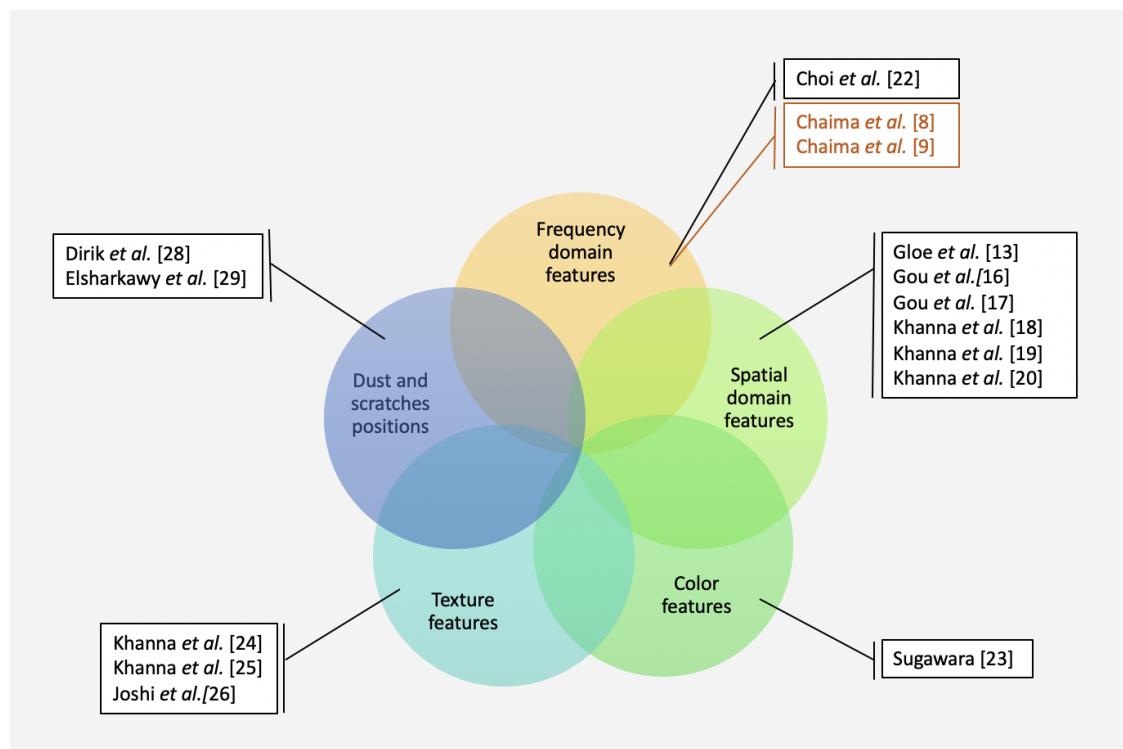 Choi et al. [22]
Chaima et al. [8]
Chaima et al. [9]
Frequency
domain
features
Dirik et al. [28]
Elsharkawy et al. [29]
Gloe et al. [13]
Gou et al.[16]
Gou et al. [17]
Khanna et al. [18]
Khanna et al. [19]
Khanna et al. [20]
Dust and
scratches
positions
Spatial
domain
features
Color
features
Texture
features
Khanna et al. [24]
Khanna et al. [25]
Joshi et al.[26]
Sugawara [23]